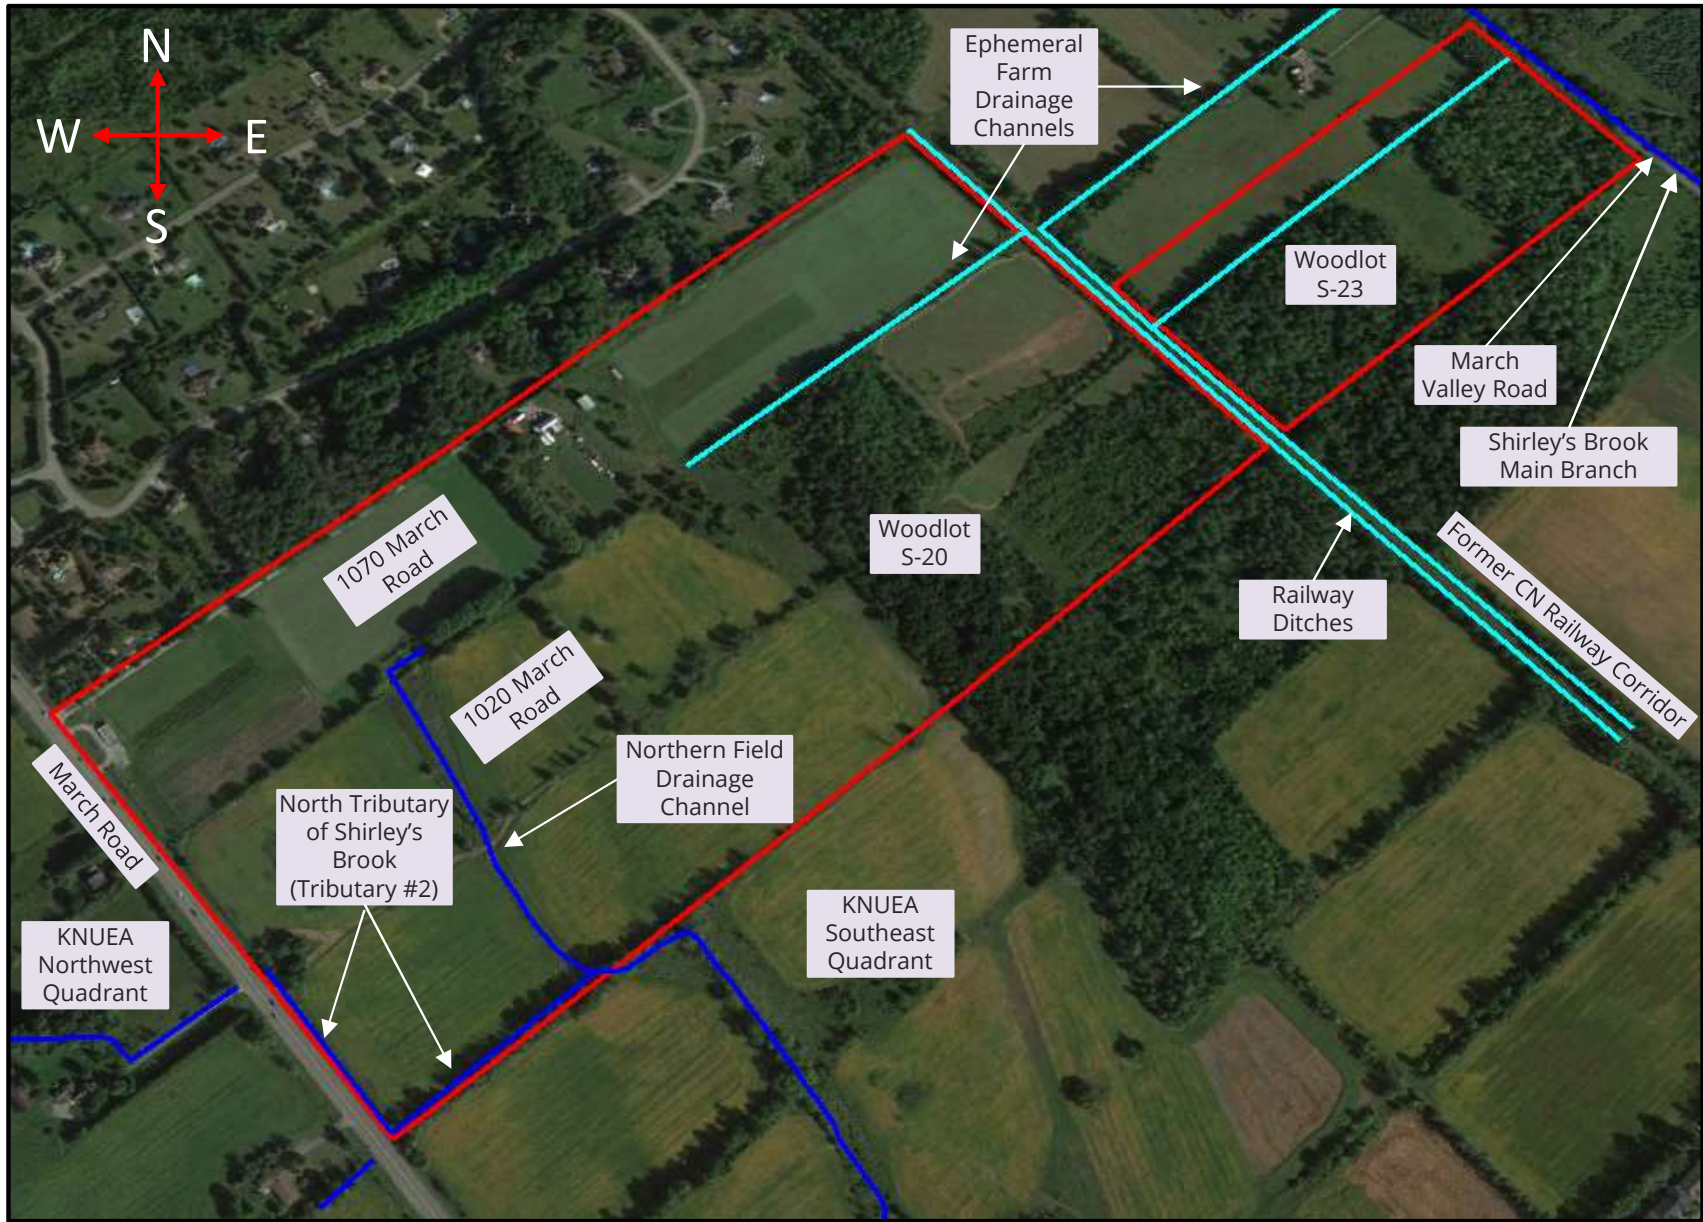 N
W
E
S
Ephemeral
Farm
Drainage
Channels
Woodlot
S-23
March
Valley Road
Shirley's Brook
Main Branch
1070 March
Road
Woodlot
S-20
Former CN Railway Corridor
Railway
Ditches
1020 March
Road
Northern Field
Drainage
Channel
March Road
North Tributary
of Shirley's
Brook
(Tributary #2)
KNUEA
Southeast
Quadrant
KNUEA
Northwest
Quadrant